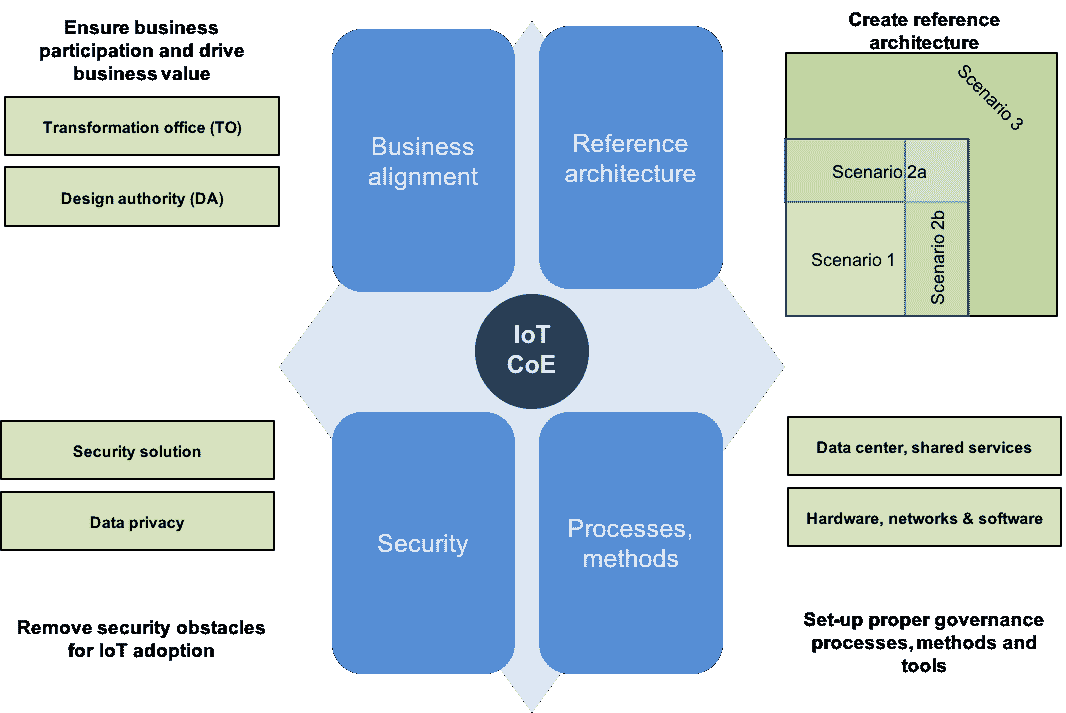 Ensure business
participation and drive
business value
Transformation office (TO)
Design authority (DA)
Business
alignment
Reference
architecture
Create reference
architecture
Scenario 3
Scenario 2a
Scenario 1
Scenario 2b
IoT
CoE
Security solution
Data privacy
Remove security obstacles
for IoT adoption
Security
Processes,
methods
Data center, shared services
Hardware, networks & software
Set-up proper governance
processes, methods and
tools